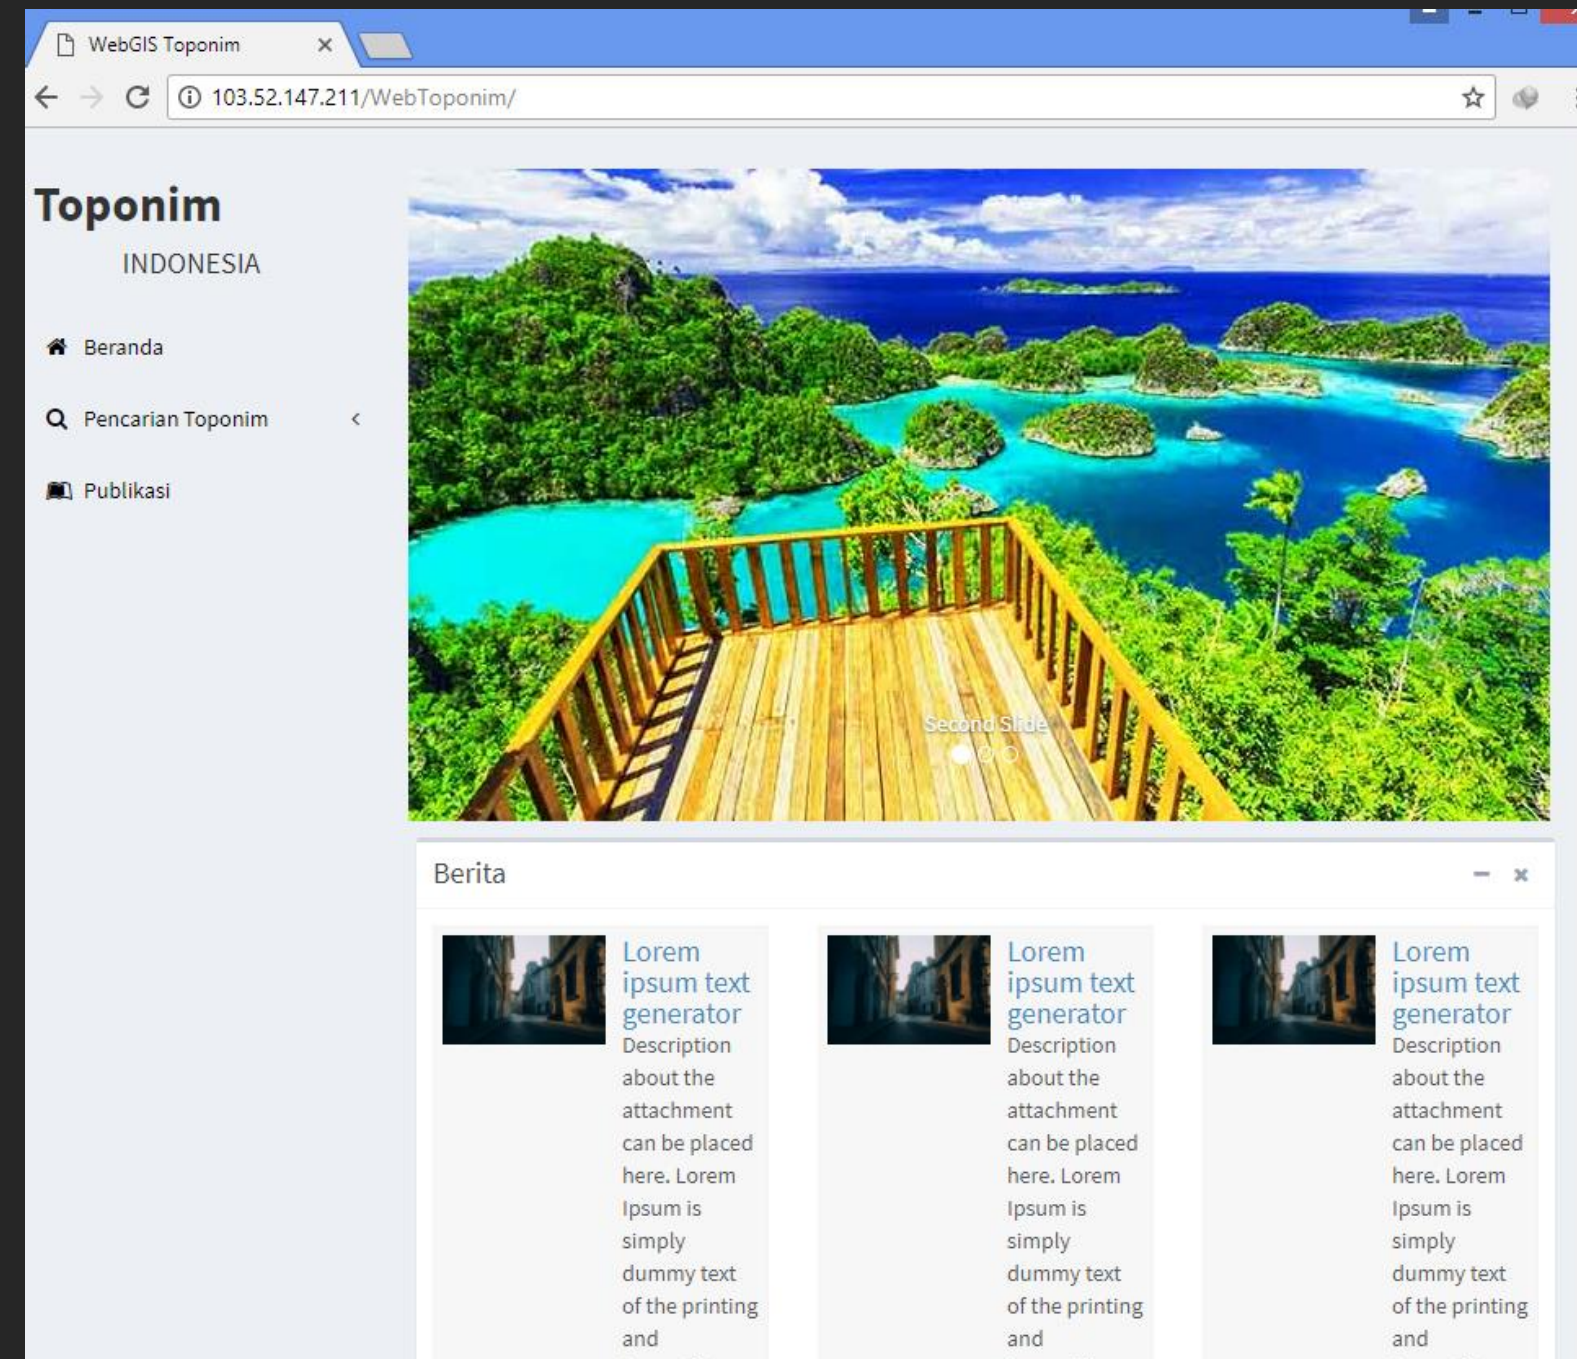 WebGIS Toponim
103.52.147.211/WebToponim/
Toponim
INDONESIA
Beranda
Pencarian Toponim
Publikasi
Second Slide
Berita
Lorem
ipsum text
generator
Description
about the
attachment
can be placed
here. Lorem
Ipsum is
simply
dummy text
of the printing
and
Lorem
ipsum text
generator
Description
about the
attachment
can be placed
here. Lorem
Ipsum is
simply
dummy text
of the printing
and
Lorem
ipsum text
generator
Description
about the
attachment
can be placed
here. Lorem
Ipsum is
simply
dummy text
of the printing
and